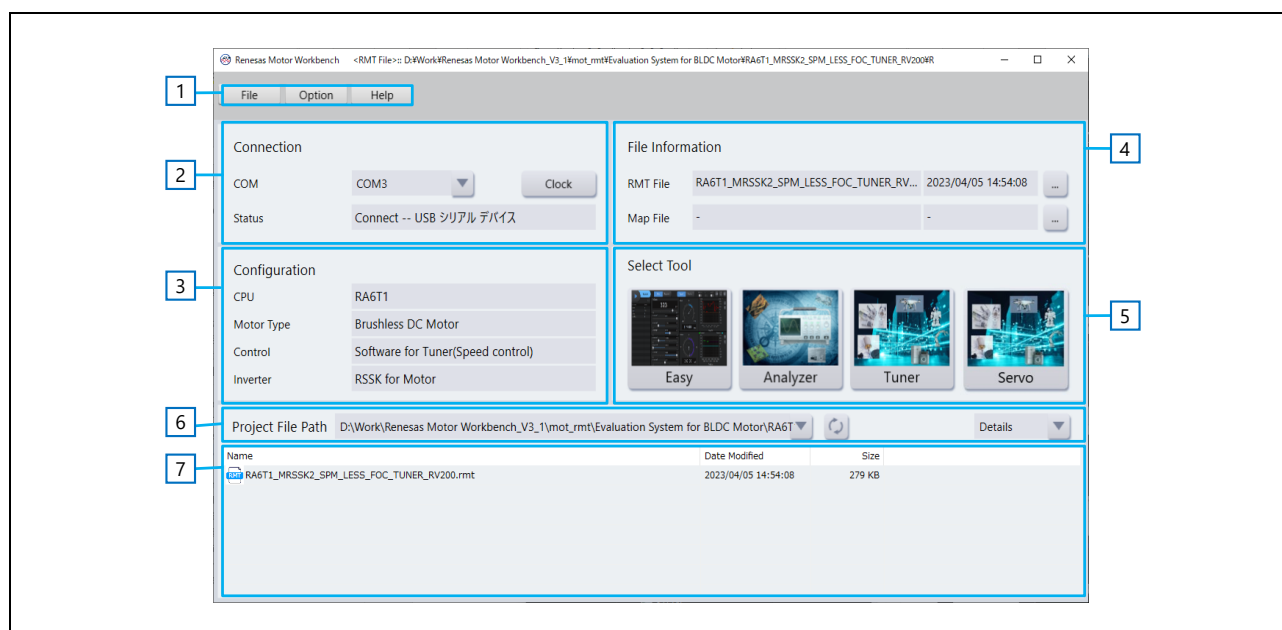 Renesas Motor Workbench <RMT File>:: D:¥Work¥Renesas Motor Workbench_V3_1¥mot_rmt¥Evaluation System for BLDC Motor¥RA6T1_MRSSK2_SPM_LESS_FOC_TUNER_RV200¥R
1
File Option Help
Connection
2
COM COM3 Clock
Status Connect -- USB シリアル デバイス
File Information
4
RMT File RA6T1_MRSSK2_SPM_LESS_FOC_TUNER_RV... 2023/04/05 14:54:08 ...
Map File - - ...
Configuration
3
CPU RA6T1
Motor Type Brushless DC Motor
Control Software for Tuner(Speed control)
Inverter RSSK for Motor
Select Tool
5
Easy Analyzer Tuner Servo
6
Project File Path D:\Work\Renesas Motor Workbench_V3_1\mot_rmt\Evaluation System for BLDC Motor\RA6T Details
7
Name Date Modified Size
RMT RA6T1_MRSSK2_SPM_LESS_FOC_TUNER_RV200.rmt 2023/04/05 14:54:08 279 KB